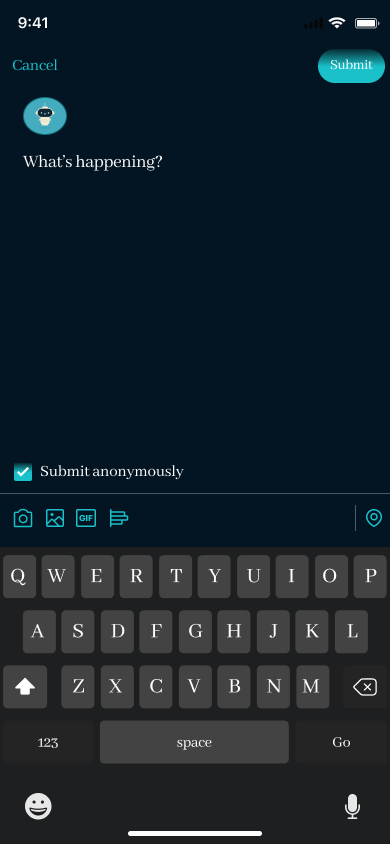 9:41
Cancel
Submit
What's happening?
Submit anonymously
GIF
Q W E R T Y U I O P
A S D F G H J K L
Z X C V B N M
123 space Go